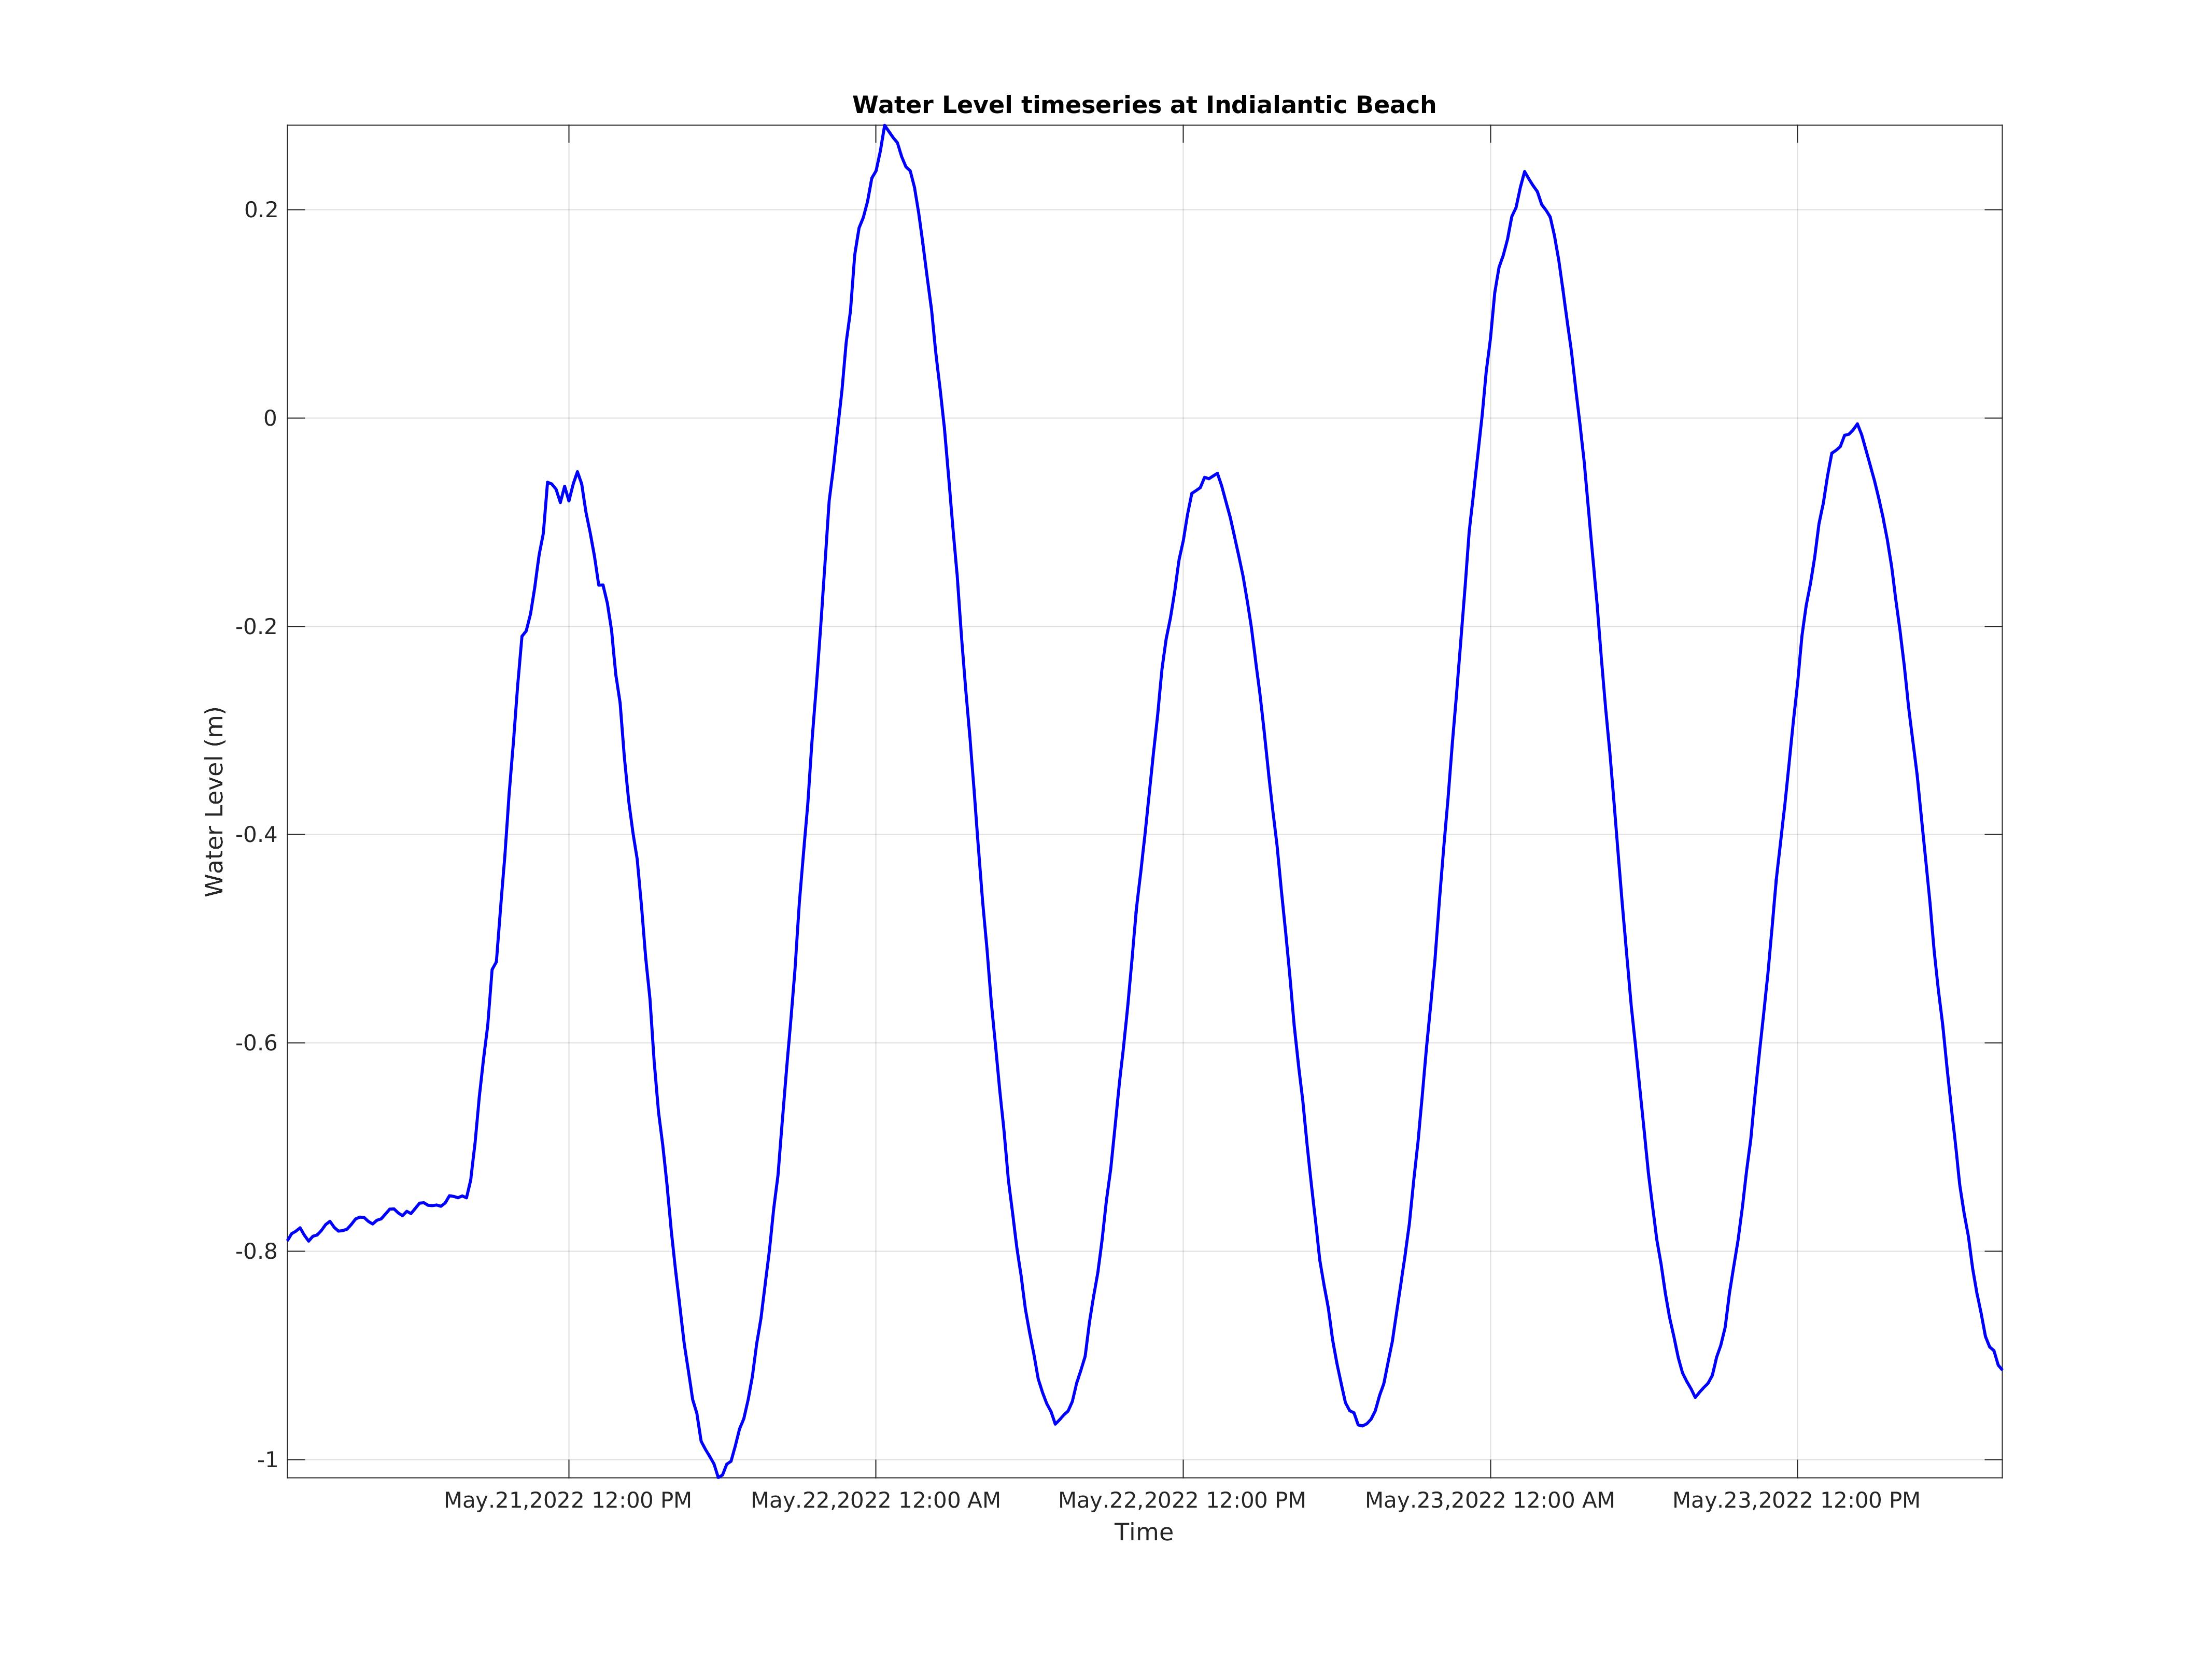 Water Level timeseries at Indialantic Beach
0.2
0
-0.2
-0.4
-0.6
-0.8
-1
Water Level (m)
May.21,2022 12:00 PM
May.22,2022 12:00 AM
May.22,2022 12:00 PM
May.23,2022 12:00 AM
May.23,2022 12:00 PM
Time